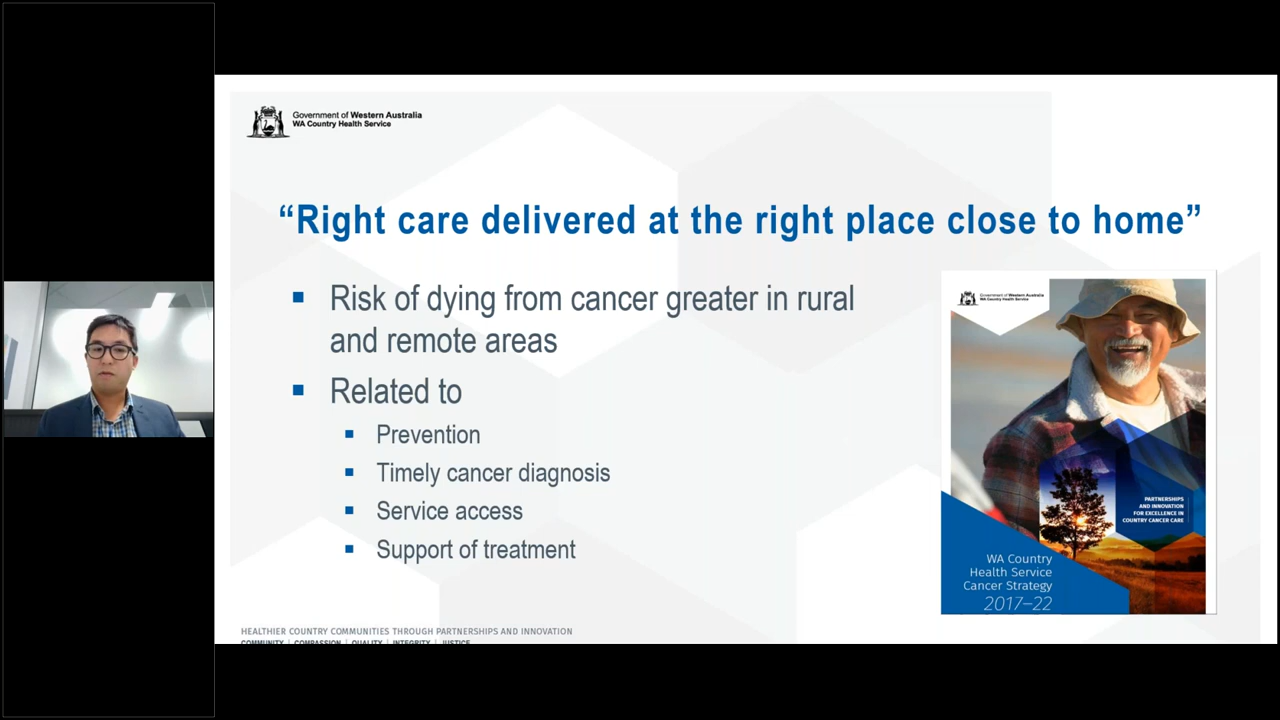 Government of Western Australia
WA Country Health Service
“Right care delivered at the right place close to home”
Risk of dying from cancer greater in rural
and remote areas
Related to
Prevention
Timely cancer diagnosis
Service access
Support of treatment
Government of Western Australia
WA Country Health Service
PARTNERSHIPS
AND INNOVATION
FOR EXCELLENCE IN
COUNTRY CANCER CARE
WA Country
Health Service
Cancer Strategy
2017–22
HEALTHIER COUNTRY COMMUNITIES THROUGH PARTNERSHIPS AND INNOVATION
COMMUNITY | COMPASSION | QUALITY | INTEGRITY | JUSTICE